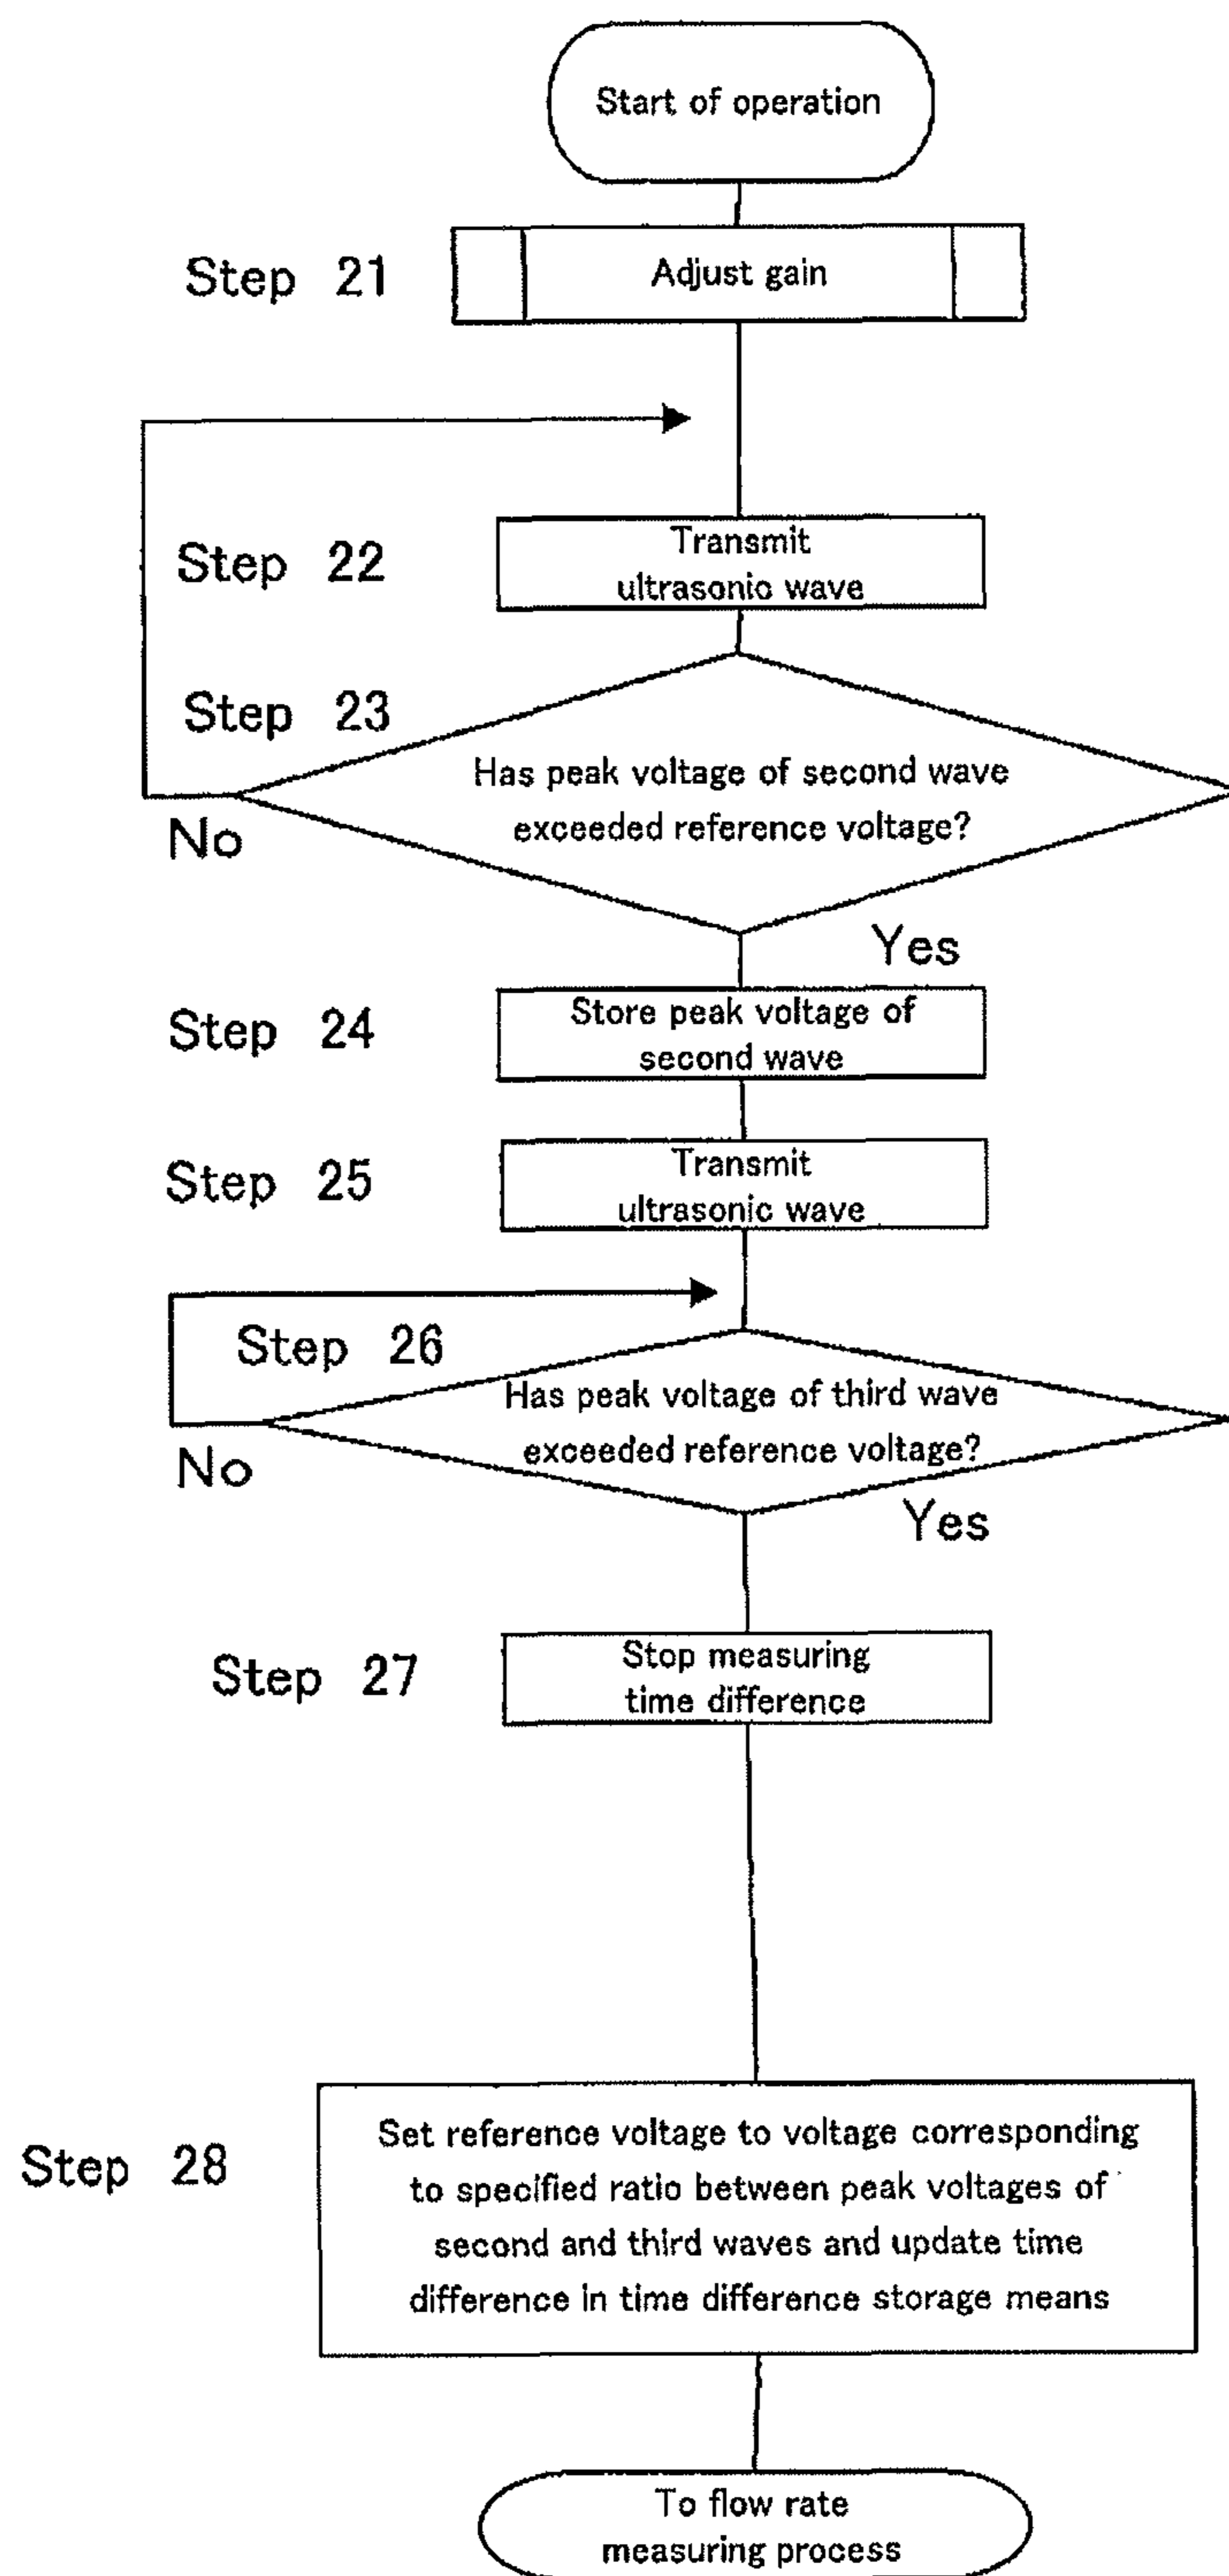 Start of operation
Step 21
Adjust gain
Step 22
Transmit
ultrasonic wave
Step 23
Has peak voltage of second wave
exceeded reference voltage?
No
Yes
Step 24
Store peak voltage of
second wave
Step 25
Transmit
ultrasonic wave
Step 26
Has peak voltage of third wave
exceeded reference voltage?
No
Yes
Step 27
Stop measuring
time difference
Step 28
Set reference voltage to voltage corresponding
to specified ratio between peak voltages of
second and third waves and update time
difference in time difference storage means
To flow rate
measuring process